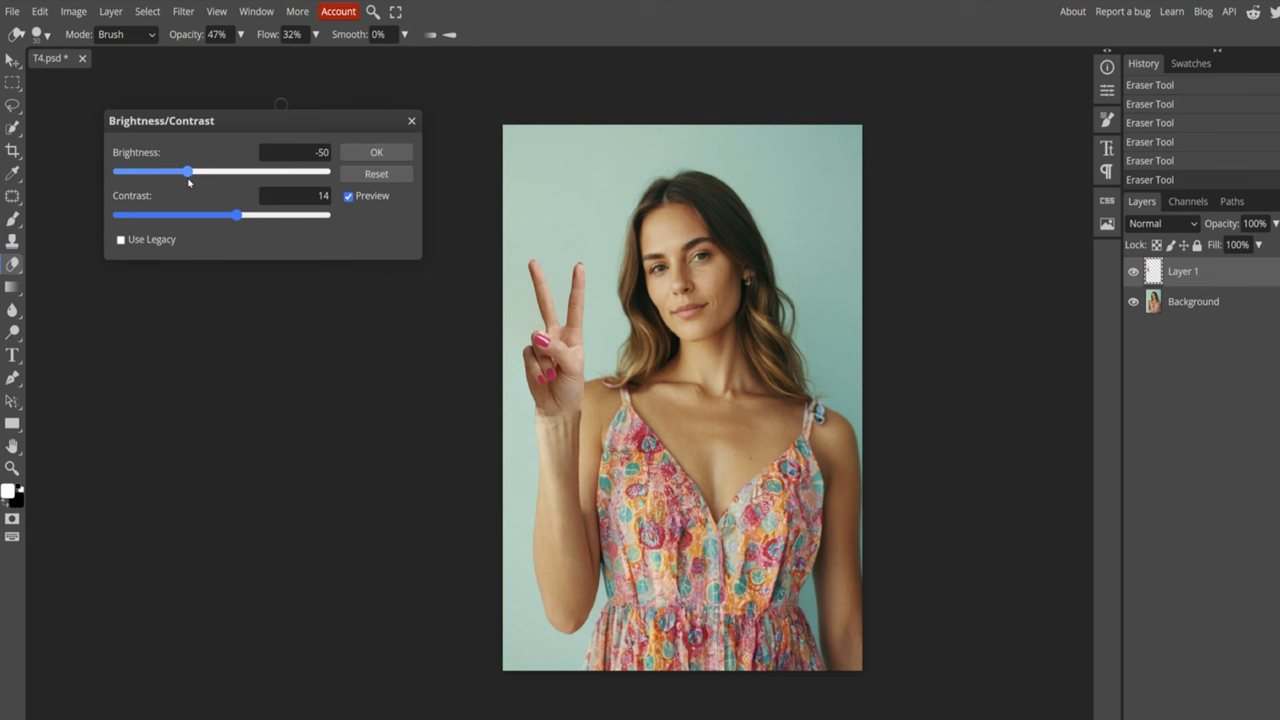 File Edit Image Layer Select Filter View Window More Account About Report a bug Learn Blog API
Mode: Brush Opacity: 47% Flow: 32% Smooth: 0%
T4.psd *
Brightness/Contrast
Brightness: -50 OK
Reset
Contrast: 14 Preview
Use Legacy
History Swatches
Eraser Tool
Eraser Tool
Eraser Tool
Eraser Tool
Eraser Tool
Eraser Tool
CSS
Layers Channels Paths
Normal Opacity: 100%
Lock: Fill: 100%
Layer 1
Background